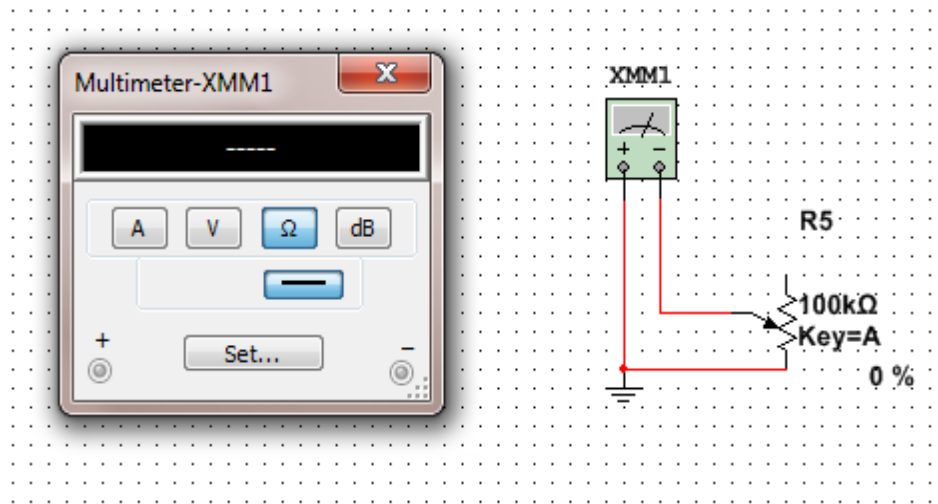 Multimeter-XMM1
X
-----
A V Ω dB
+ Set... -
XMM1
+ -
R5
100kΩ
Key=A
0 %